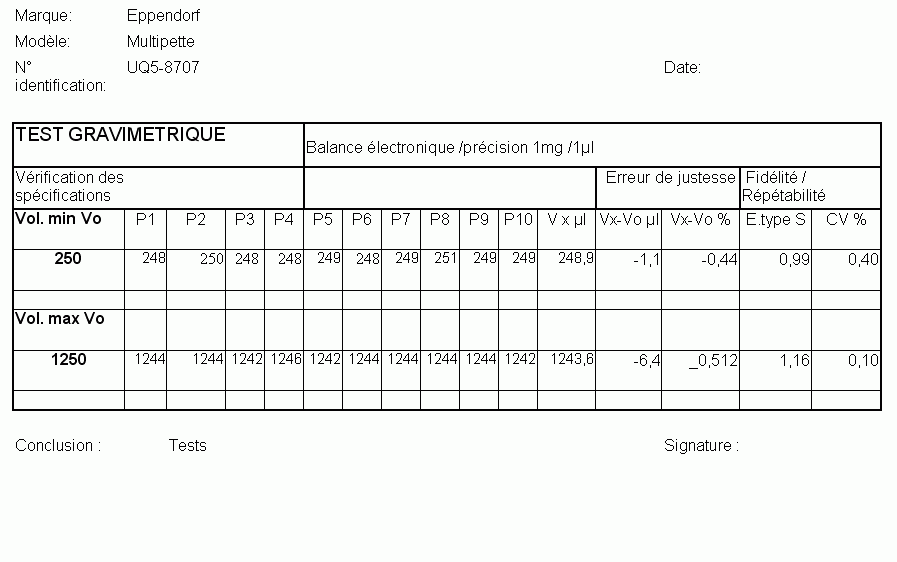 Marque: Eppendorf
Modèle: Multipette
N° identification: UQ5-8707 Date:
TEST GRAVIMETRIQUE Balance électronique /précision 1mg /1µl
Vérification des spécifications Erreur de justesse Fidélité / Répétabilité
Vol. min Vo P1 P2 P3 P4 P5 P6 P7 P8 P9 P10 V x µl Vx-Vo µl Vx-Vo % E.type S CV %
250 248 250 248 248 249 248 249 251 249 249 248,9 -1,1 -0,44 0,99 0,40
Vol. max Vo
1250 1244 1244 1242 1246 1242 1244 1244 1244 1244 1242 1243,6 -6,4 _0,512 1,16 0,10
Conclusion : Tests Signature :